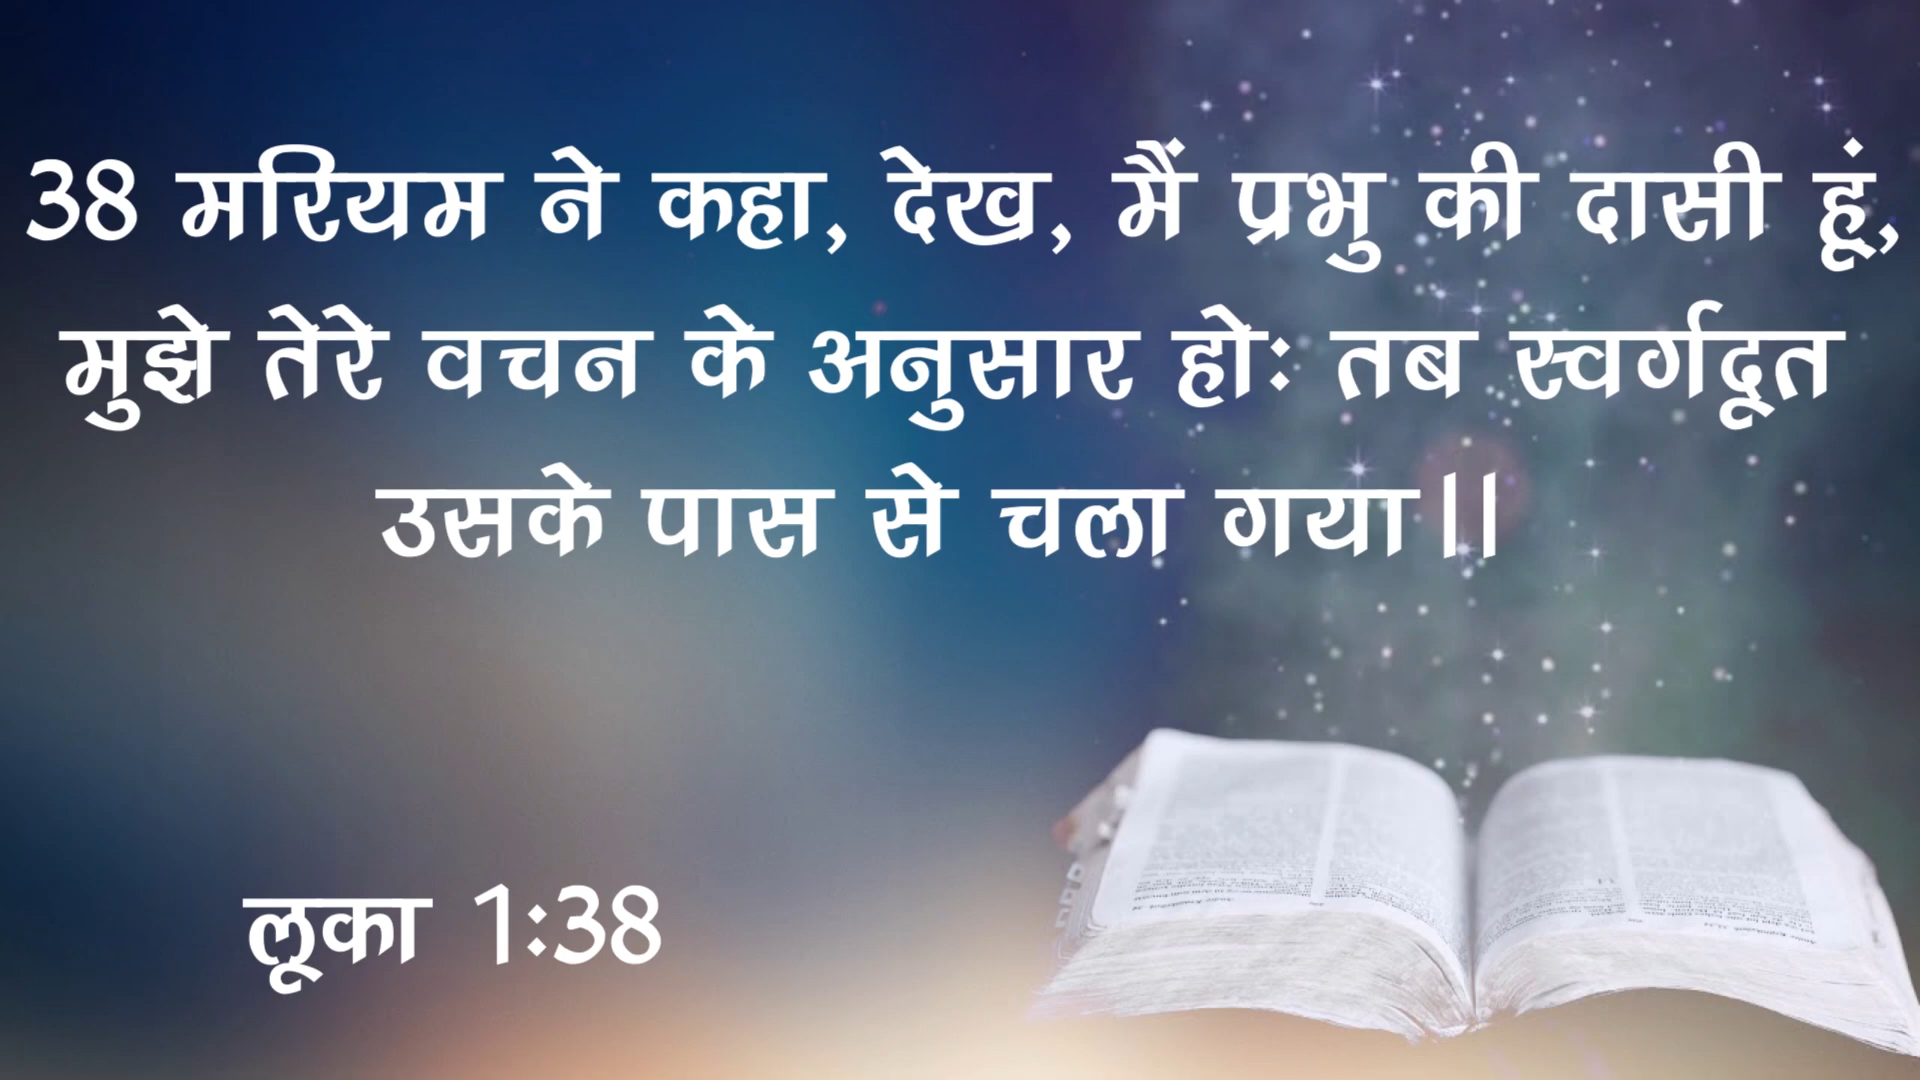 38 मरियम ने कहा, देख, मैं प्रभु की दासी हूं,
मुझे तेरे वचन के अनुसार हो: तब स्वर्गदूत
उसके पास से चला गया॥
लूका 1:38